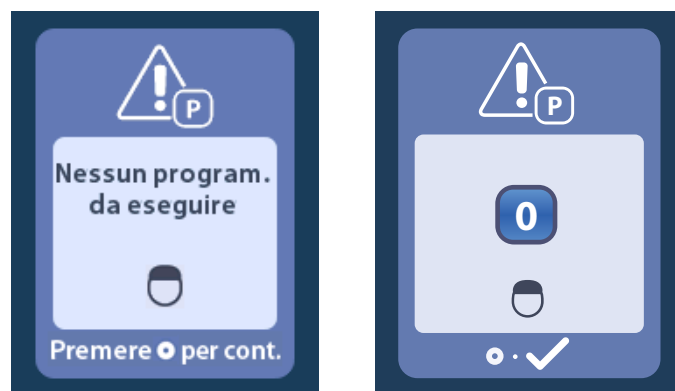 P
Nessun program.
da eseguire
Premere per cont.
P
0